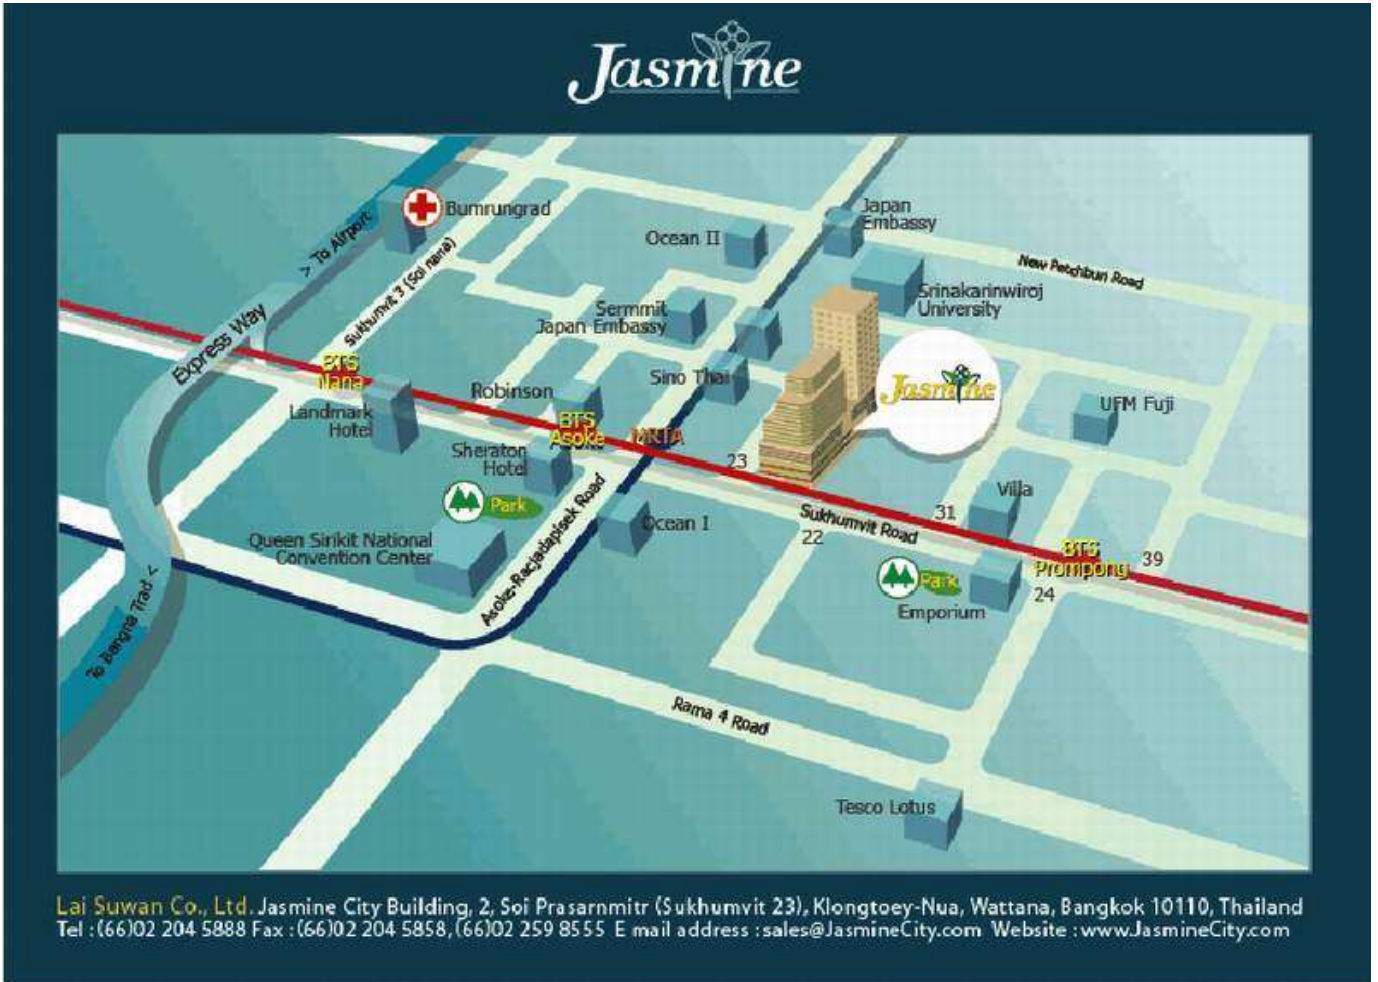 Jasmine
Bumrungrad
> To Airport
Sukhumvit 3 (Soi nana)
Express Way
Ocean II
Japan
Embassy
New Petchburi Road
Srinakarinwiroj
University
Sermmit
Japan Embassy
Sino Thai
Jasmine
UFM Fuji
BTS
Nana
Landmark
Hotel
Robinson
BTS
Asoke
MRTA
Sheraton
Hotel
23
Park
Ocean I
Queen Sirikit National
Convention Center
Asoke-Racjadapisek Road
Sukhumvit Road
22
31
Villa
BTS
Prompong
39
24
Park
Emporium
To Bangna Trad <
Rama 4 Road
Tesco Lotus
Lai Suwan Co., Ltd. Jasmine City Building, 2, Soi Prasarnmitr (Sukhumvit 23), Klongtoey-Nua, Wattana, Bangkok 10110, Thailand
Tel :(66)02 204 5888 Fax :(66)02 204 5858,(66)02 259 8555 E mail address :sales@JasmineCity.com Website :www.JasmineCity.com